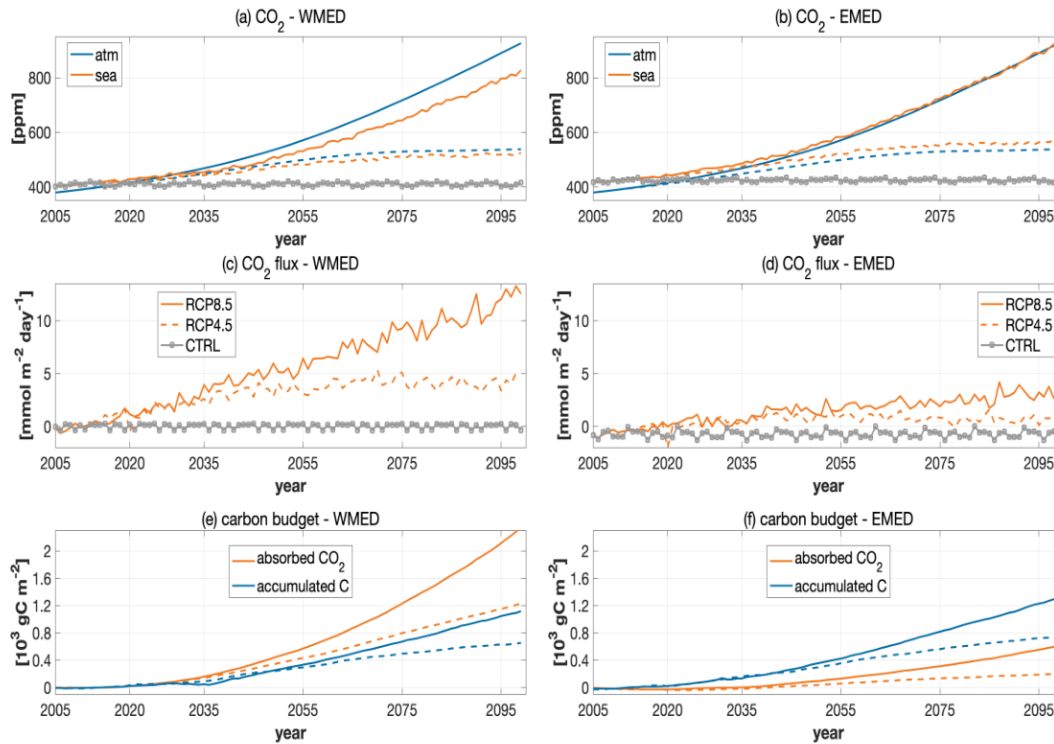 (a) CO2 - WMED
[ppm]
800
600
400
atm
sea
2005 2020 2035 2055 2075 2095
year
(b) CO2 - EMED
[ppm]
800
600
400
atm
sea
2005 2020 2035 2055 2075 2095
year
(c) CO2 flux - WMED
[mmol m-2 day-1]
10
5
0
RCP8.5
RCP4.5
CTRL
2005 2020 2035 2055 2075 2095
year
(d) CO2 flux - EMED
[mmol m-2 day-1]
10
5
0
RCP8.5
RCP4.5
CTRL
2005 2020 2035 2055 2075 2095
year
(e) carbon budget - WMED
[10^3 gC m-2]
2
1.6
1.2
0.8
0.4
0
absorbed CO2
accumulated C
2005 2020 2035 2055 2075 2095
year
(f) carbon budget - EMED
[10^3 gC m-2]
2
1.6
1.2
0.8
0.4
0
absorbed CO2
accumulated C
2005 2020 2035 2055 2075 2095
year